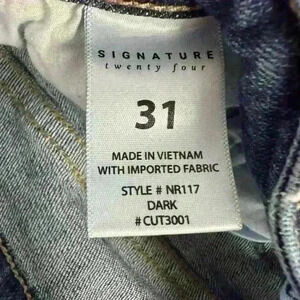 SIGNATURE
twenty four
31
MADE IN VIETNAM
WITH IMPORTED FABRIC
STYLE # NR117
DARK
#CUT3001